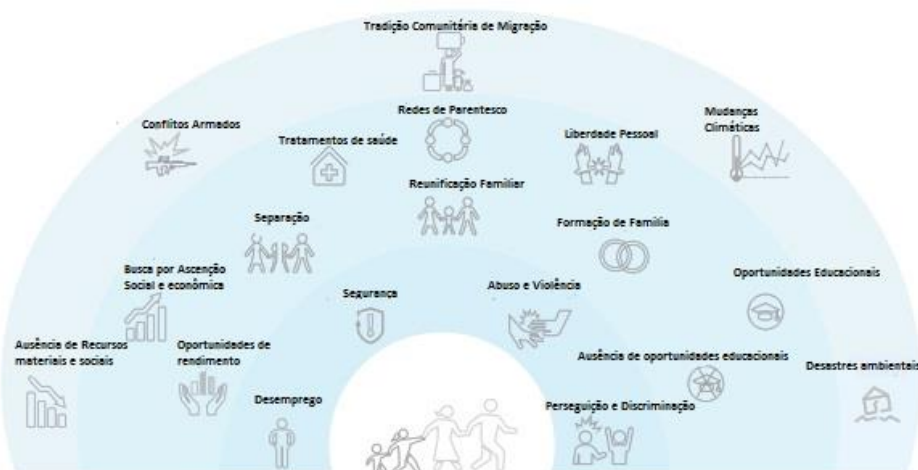 Tradição Comunitária de Migração
Redes de Parentesco
Mudanças
Climáticas
Conflitos Armados
Liberdade Pessoal
Tratamentos de saúde
Reunificação Familiar
Separação
Formação de Familia
Busca por Ascenção
Social e econômica
Oportunidades Educacionais
Abuso e Violência
Segurança
Ausência de Recursos
materiais e sociais
Oportunidades de
rendimento
Ausência de oportunidades educacionais
Desastres ambientais
Desemprego
Perseguição e Discriminação